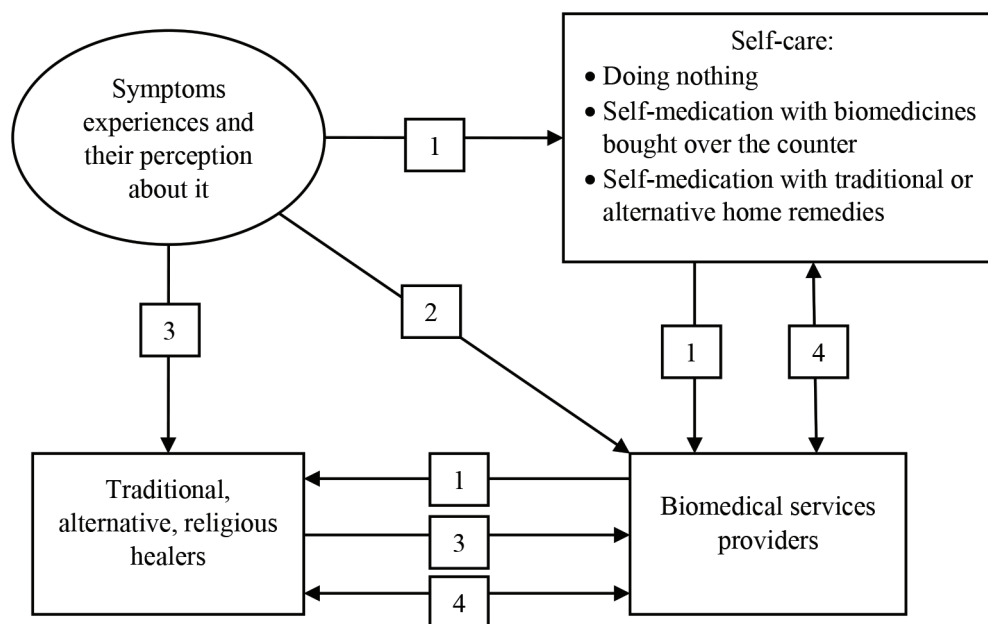 Symptoms
experiences and
their perception
about it
1
Self-care:
• Doing nothing
• Self-medication with biomedicines
bought over the counter
• Self-medication with traditional or
alternative home remedies
3
2
1
4
Traditional,
alternative, religious
healers
1
3
4
Biomedical services
providers